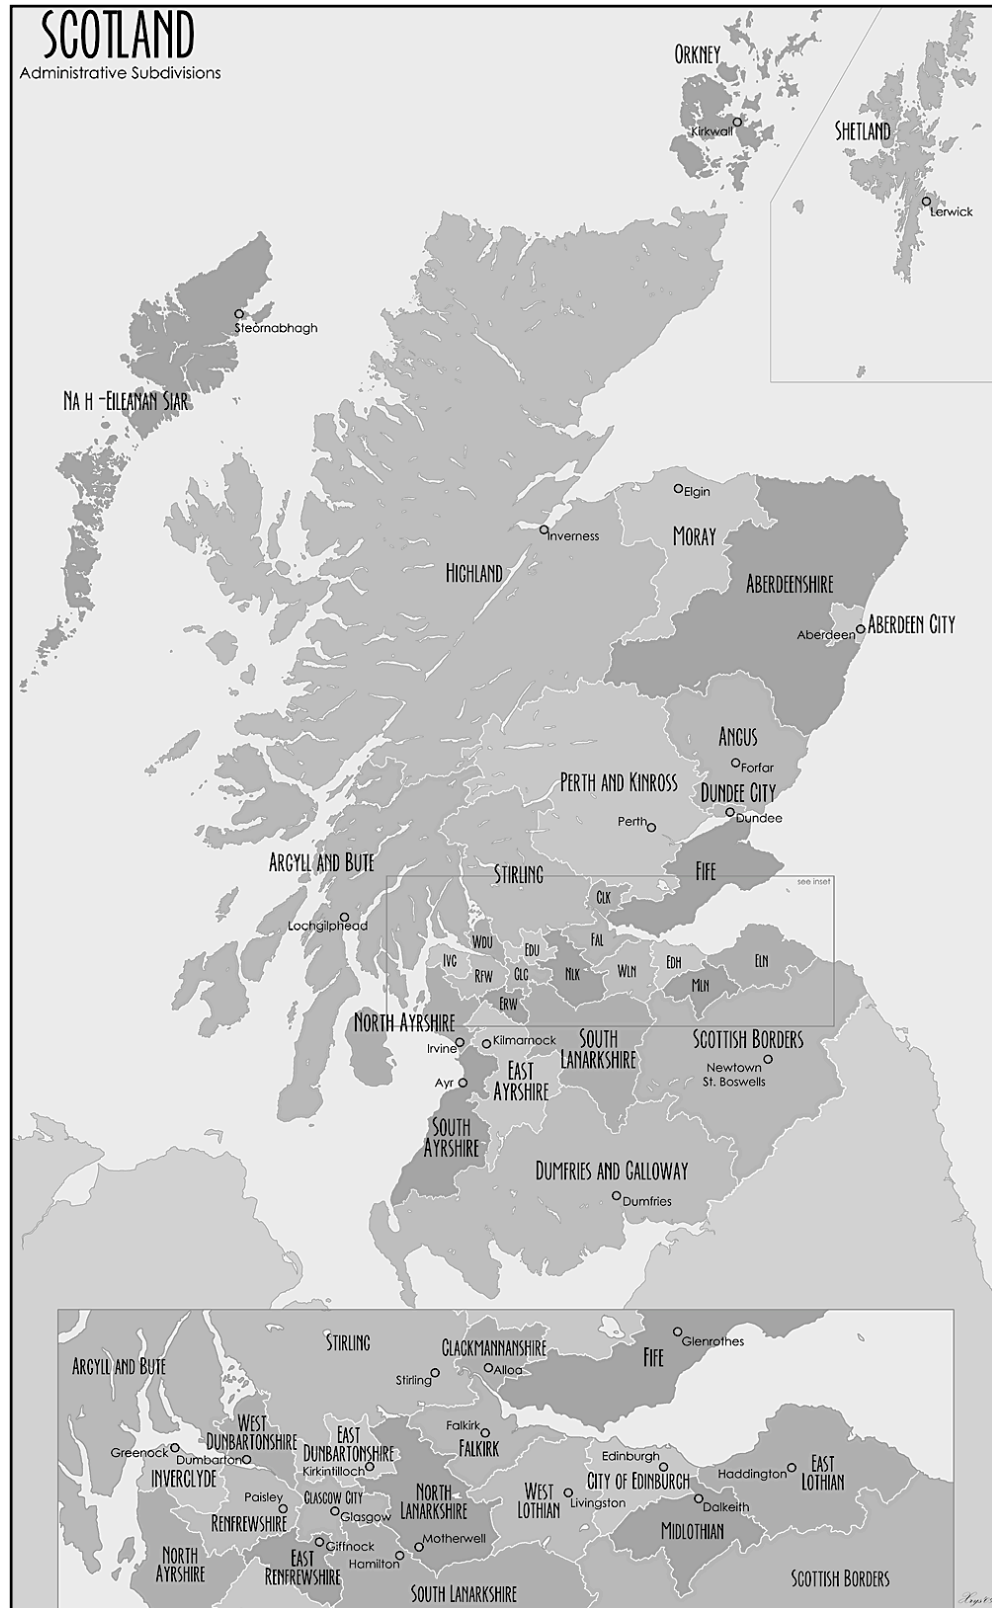 SCOTLAND
Administrative Subdivisions
ORKNEY
Kirkwall
SHETLAND
Lerwick
Steòrnabhagh
NA H-EILEANAN SIAR
Elgin
Inverness
MORAY
HIGHLAND
ABERDEENSHIRE
Aberdeen
ABERDEEN CITY
ANGUS
Forfar
PERTH AND KINROSS
DUNDEE CITY
Dundee
Perth
ARGYLL AND BUTE
STIRLING
FIFE
see inset
CLK
Lochgilphead
WDU
EDU
FAL
IVC
RFW
GLC
NLK
WLN
EDH
ELN
MLN
ERW
NORTH AYRSHIRE
Irvine
Kilmarnock
SOUTH
LANARKSHIRE
SCOTTISH BORDERS
Newtown
St. Boswells
Ayr
EAST
AYRSHIRE
SOUTH
AYRSHIRE
DUMFRIES AND GALLOWAY
Dumfries
ARGYLL AND BUTE
STIRLING
Stirling
CLACKMANNANSHIRE
Alloa
Glenrothes
FIFE
WEST
DUNBARTONSHIRE
Greenock
Dumbarton
INVERCLYDE
EAST
DUNBARTONSHIRE
Kirkintilloch
Falkirk
FALKIRK
Edinburgh
CITY OF EDINBURGH
Haddington
EAST
LOTHIAN
Paisley
RENFREWSHIRE
GLASGOW CITY
Glasgow
NORTH
LANARKSHIRE
WEST
LOTHIAN
Livingston
Dalkeith
MIDLOTHIAN
NORTH
AYRSHIRE
Giffnock
EAST
RENFREWSHIRE
Hamilton
Motherwell
SOUTH LANARKSHIRE
SCOTTISH BORDERS